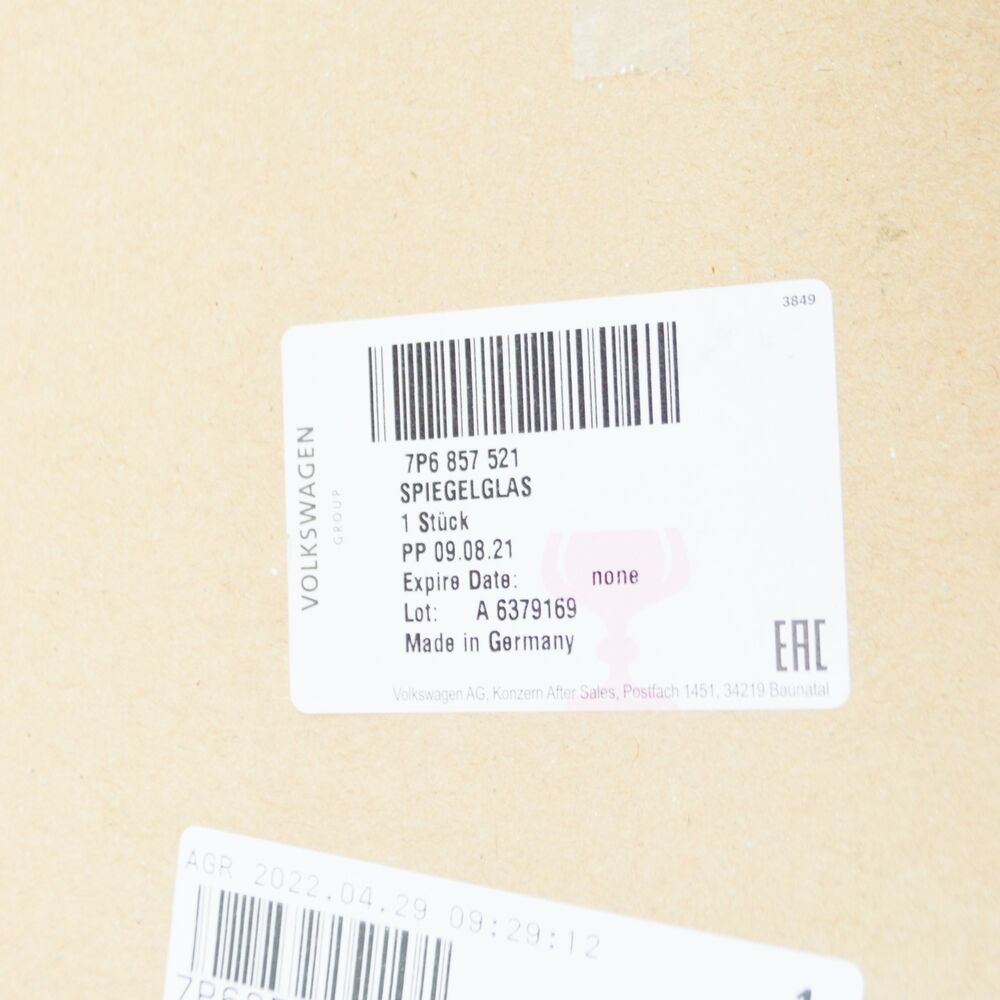 3849
VOLKSWAGEN
GROUP
7P6 857 521
SPIEGELGLAS
1 Stück
PP 09.08.21
Expire Date: none
Lot: A 6379169
Made in Germany
EAC
Volkswagen AG, Konzern After Sales, Postfach 1451, 34219 Baunatal
AGR 2022.04.29 09:29:12